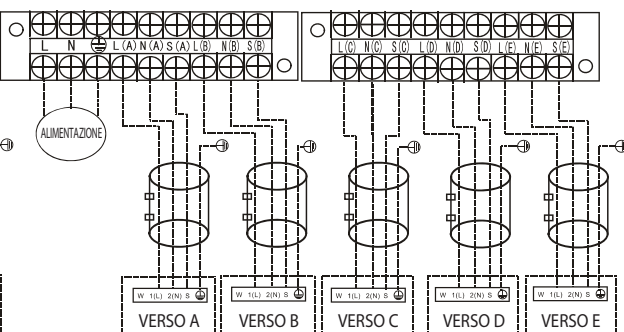 L N L(A) N(A) S(A) L(B) N(B) S(B)
L(C) N(C) S(C) L(D) N(D) S(D) L(E) N(E) S(E)
ALIMENTAZIONE
W 1(L) 2(N) S
W 1(L) 2(N) S
W 1(L) 2(N) S
W 1(L) 2(N) S
W 1(L) 2(N) S
VERSO A
VERSO B
VERSO C
VERSO D
VERSO E